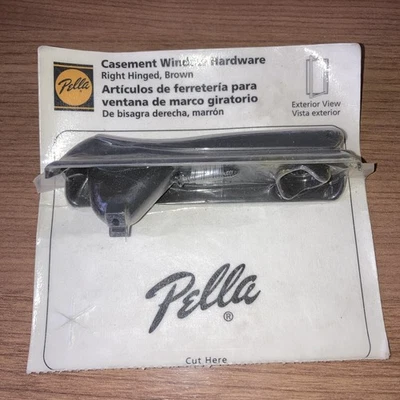 Pella
Casement Window Hardware
Right Hinged, Brown
Artículos de ferretería para
ventana de marco giratorio
De bisagra derecha, marrón
Exterior View
Vista exterior
Pella
®
Cut Here